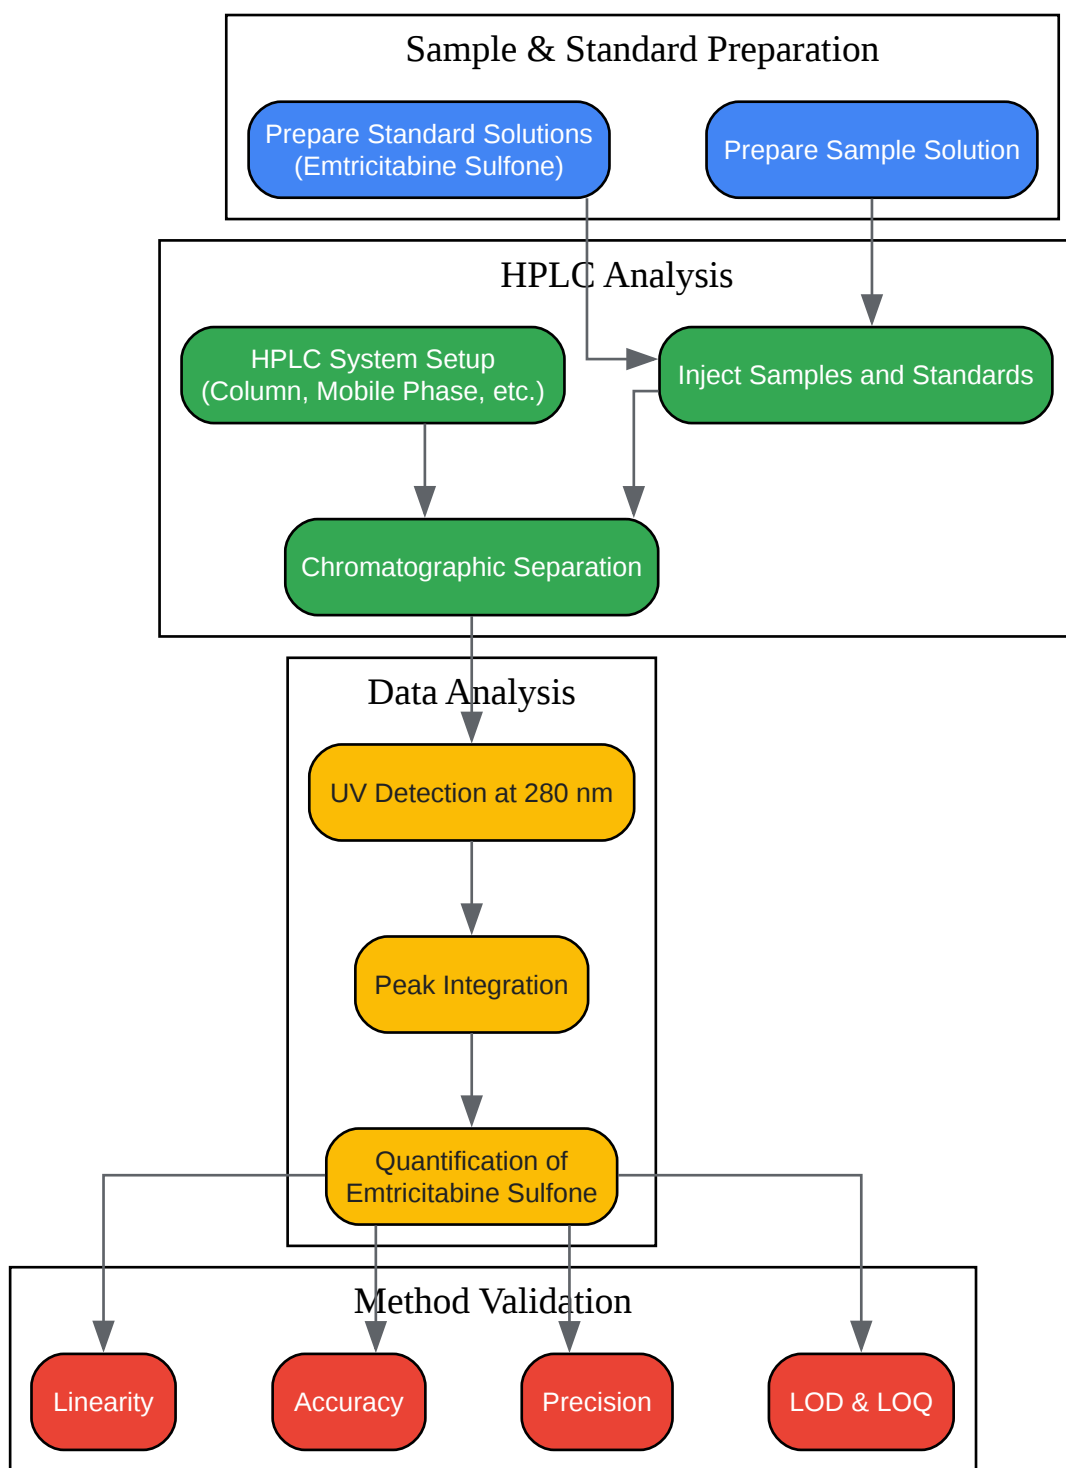 Sample & Standard Preparation
Prepare Standard Solutions
(Emtricitabine Sulfone)
Prepare Sample Solution
HPLC Analysis
HPLC System Setup
(Column, Mobile Phase, etc.)
Inject Samples and Standards
Chromatographic Separation
Data Analysis
UV Detection at 280 nm
Peak Integration
Quantification of
Emtricitabine Sulfone
Method Validation
Linearity
Accuracy
Precision
LOD & LOQ